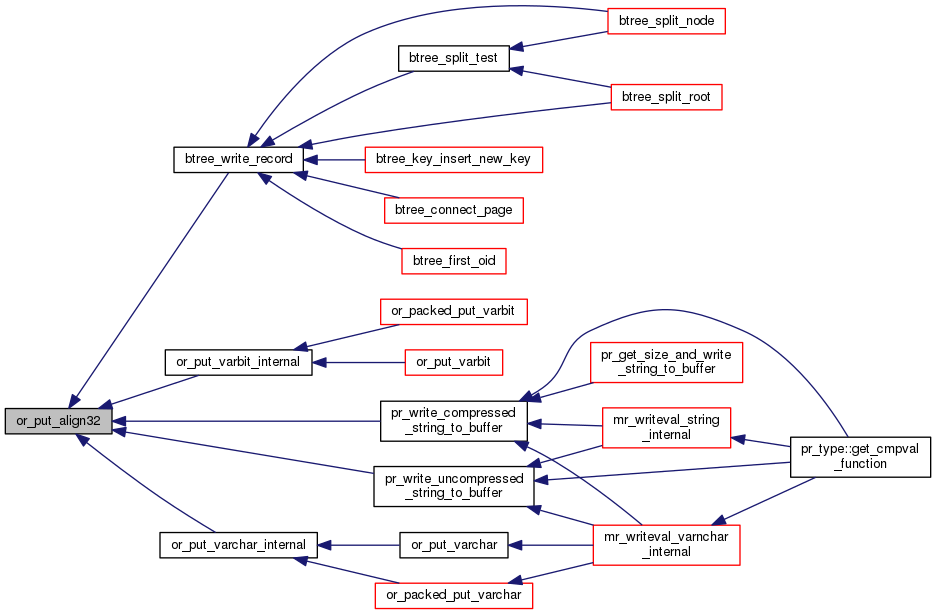 btree_split_node
btree_split_test
btree_split_root
btree_write_record
btree_key_insert_new_key
btree_connect_page
btree_first_oid
or_packed_put_varbit
or_put_varbit_internal
or_put_varbit
pr_get_size_and_write
_string_to_buffer
or_put_align32
pr_write_compressed
_string_to_buffer
mr_writeval_string
_internal
pr_type::get_cmpval
_function
pr_write_uncompressed
_string_to_buffer
or_put_varchar_internal
or_put_varchar
mr_writeval_varnchar
_internal
or_packed_put_varchar